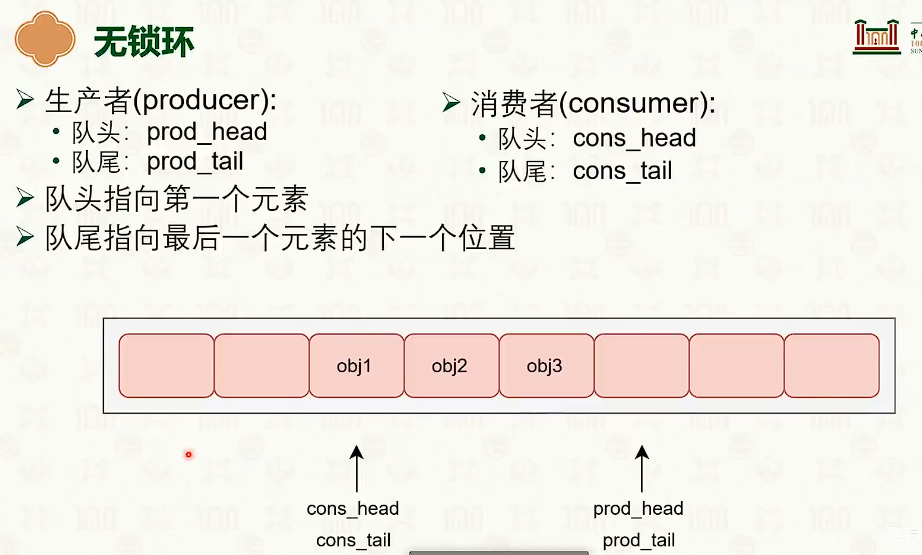 无锁环
生产者(producer):
队头：prod_head
队尾：prod_tail
消费者(consumer):
队头：cons_head
队尾：cons_tail
队头指向第一个元素
队尾指向最后一个元素的下一个位置
obj1
obj2
obj3
cons_head
cons_tail
prod_head
prod_tail